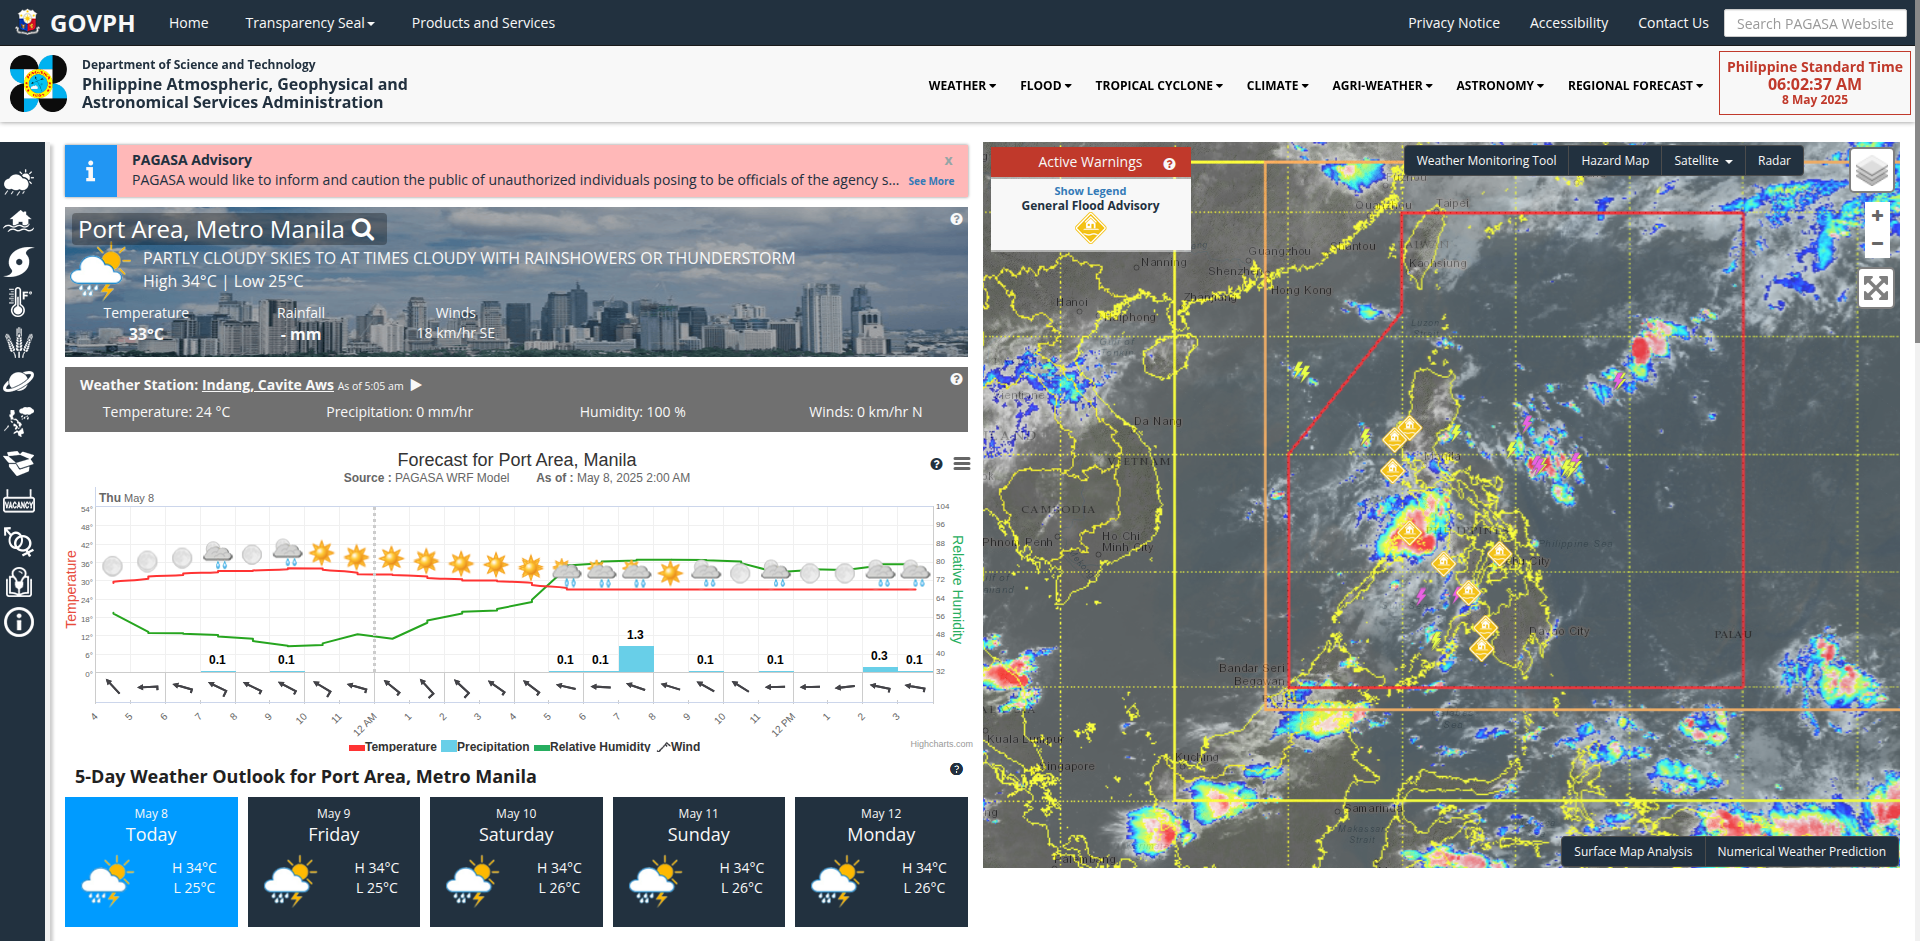 GOVPH
Home
Transparency Seal
Products and Services
Privacy Notice
Accessibility
Contact Us
Search PAGASA Website
Department of Science and Technology
Philippine Atmospheric, Geophysical and
Astronomical Services Administration
WEATHER
FLOOD
TROPICAL CYCLONE
CLIMATE
AGRI-WEATHER
ASTRONOMY
REGIONAL FORECAST
Philippine Standard Time
06:02:37 AM
8 May 2025
VACANCY
PAGASA Advisory
x
PAGASA would like to inform and caution the public of unauthorized individuals posing to be officials of the agency s... See More
Port Area, Metro Manila
PARTLY CLOUDY SKIES TO AT TIMES CLOUDY WITH RAINSHOWERS OR THUNDERSTORM
High 34°C | Low 25°C
Temperature
33°C
Rainfall
- mm
Winds
18 km/hr SE
Weather Station: Indang, Cavite Aws As of 5:05 am
Temperature: 24 °C
Precipitation: 0 mm/hr
Humidity: 100 %
Winds: 0 km/hr N
Forecast for Port Area, Manila
Source : PAGASA WRF Model As of : May 8, 2025 2:00 AM
Thu May 8
Temperature
54°
48°
42°
36°
30°
24°
18°
12°
6°
0°
104
96
88
80
72
64
56
48
40
32
Relative Humidity
0.1
0.1
0.1
0.1
1.3
0.1
0.1
0.3
0.1
4 5 6 7 8 9 10 11 12 AM 1 2 3 4 5 6 7 8 9 10 11 12 PM 1 2 3
Temperature Precipitation Relative Humidity Wind
Highcharts.com
5-Day Weather Outlook for Port Area, Metro Manila
May 8
Today
H 34°C
L 25°C
May 9
Friday
H 34°C
L 25°C
May 10
Saturday
H 34°C
L 26°C
May 11
Sunday
H 34°C
L 26°C
May 12
Monday
H 34°C
L 26°C
Active Warnings
Show Legend
General Flood Advisory
Weather Monitoring Tool
Hazard Map
Satellite
Radar
+
−
Taipei
Guangzhou
Shantou
Nanning
Shenzhen
Kaohsiung
Hong Kong
Zhanjiang
Hanoi
Haiphong
Luzon
Da Nang
VIETNAM
CAMBODIA
Phnom Penh
Ho Chi
Minh City
Philippine Sea
Davao City
PALAU
Bandar Seri
Begawan
Kuala Lumpur
Singapore
Kuching
Samarinda
Makassar
Strait
Surface Map Analysis
Numerical Weather Prediction